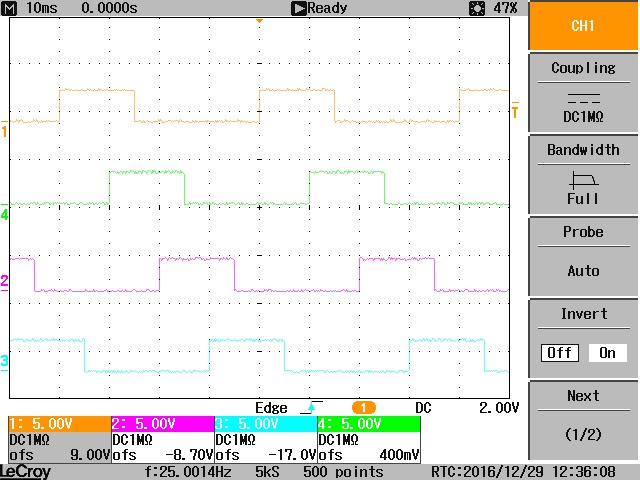 M 10ms 0.0000s Ready 47%
CH1
Coupling
DC1MΩ
Bandwidth
Full
Probe
Auto
Invert
Off On
Next
(1/2)
T
1
4
2
3
Edge 1 DC 2.00V
1: 5.00V 2: 5.00V 3: 5.00V 4: 5.00V
DC1MΩ DC1MΩ DC1MΩ DC1MΩ
ofs 9.00V ofs -8.70V ofs -17.0V ofs 400mV
LeCroy f:25.0014Hz 5kS 500 points RTC:2016/12/29 12:36:08